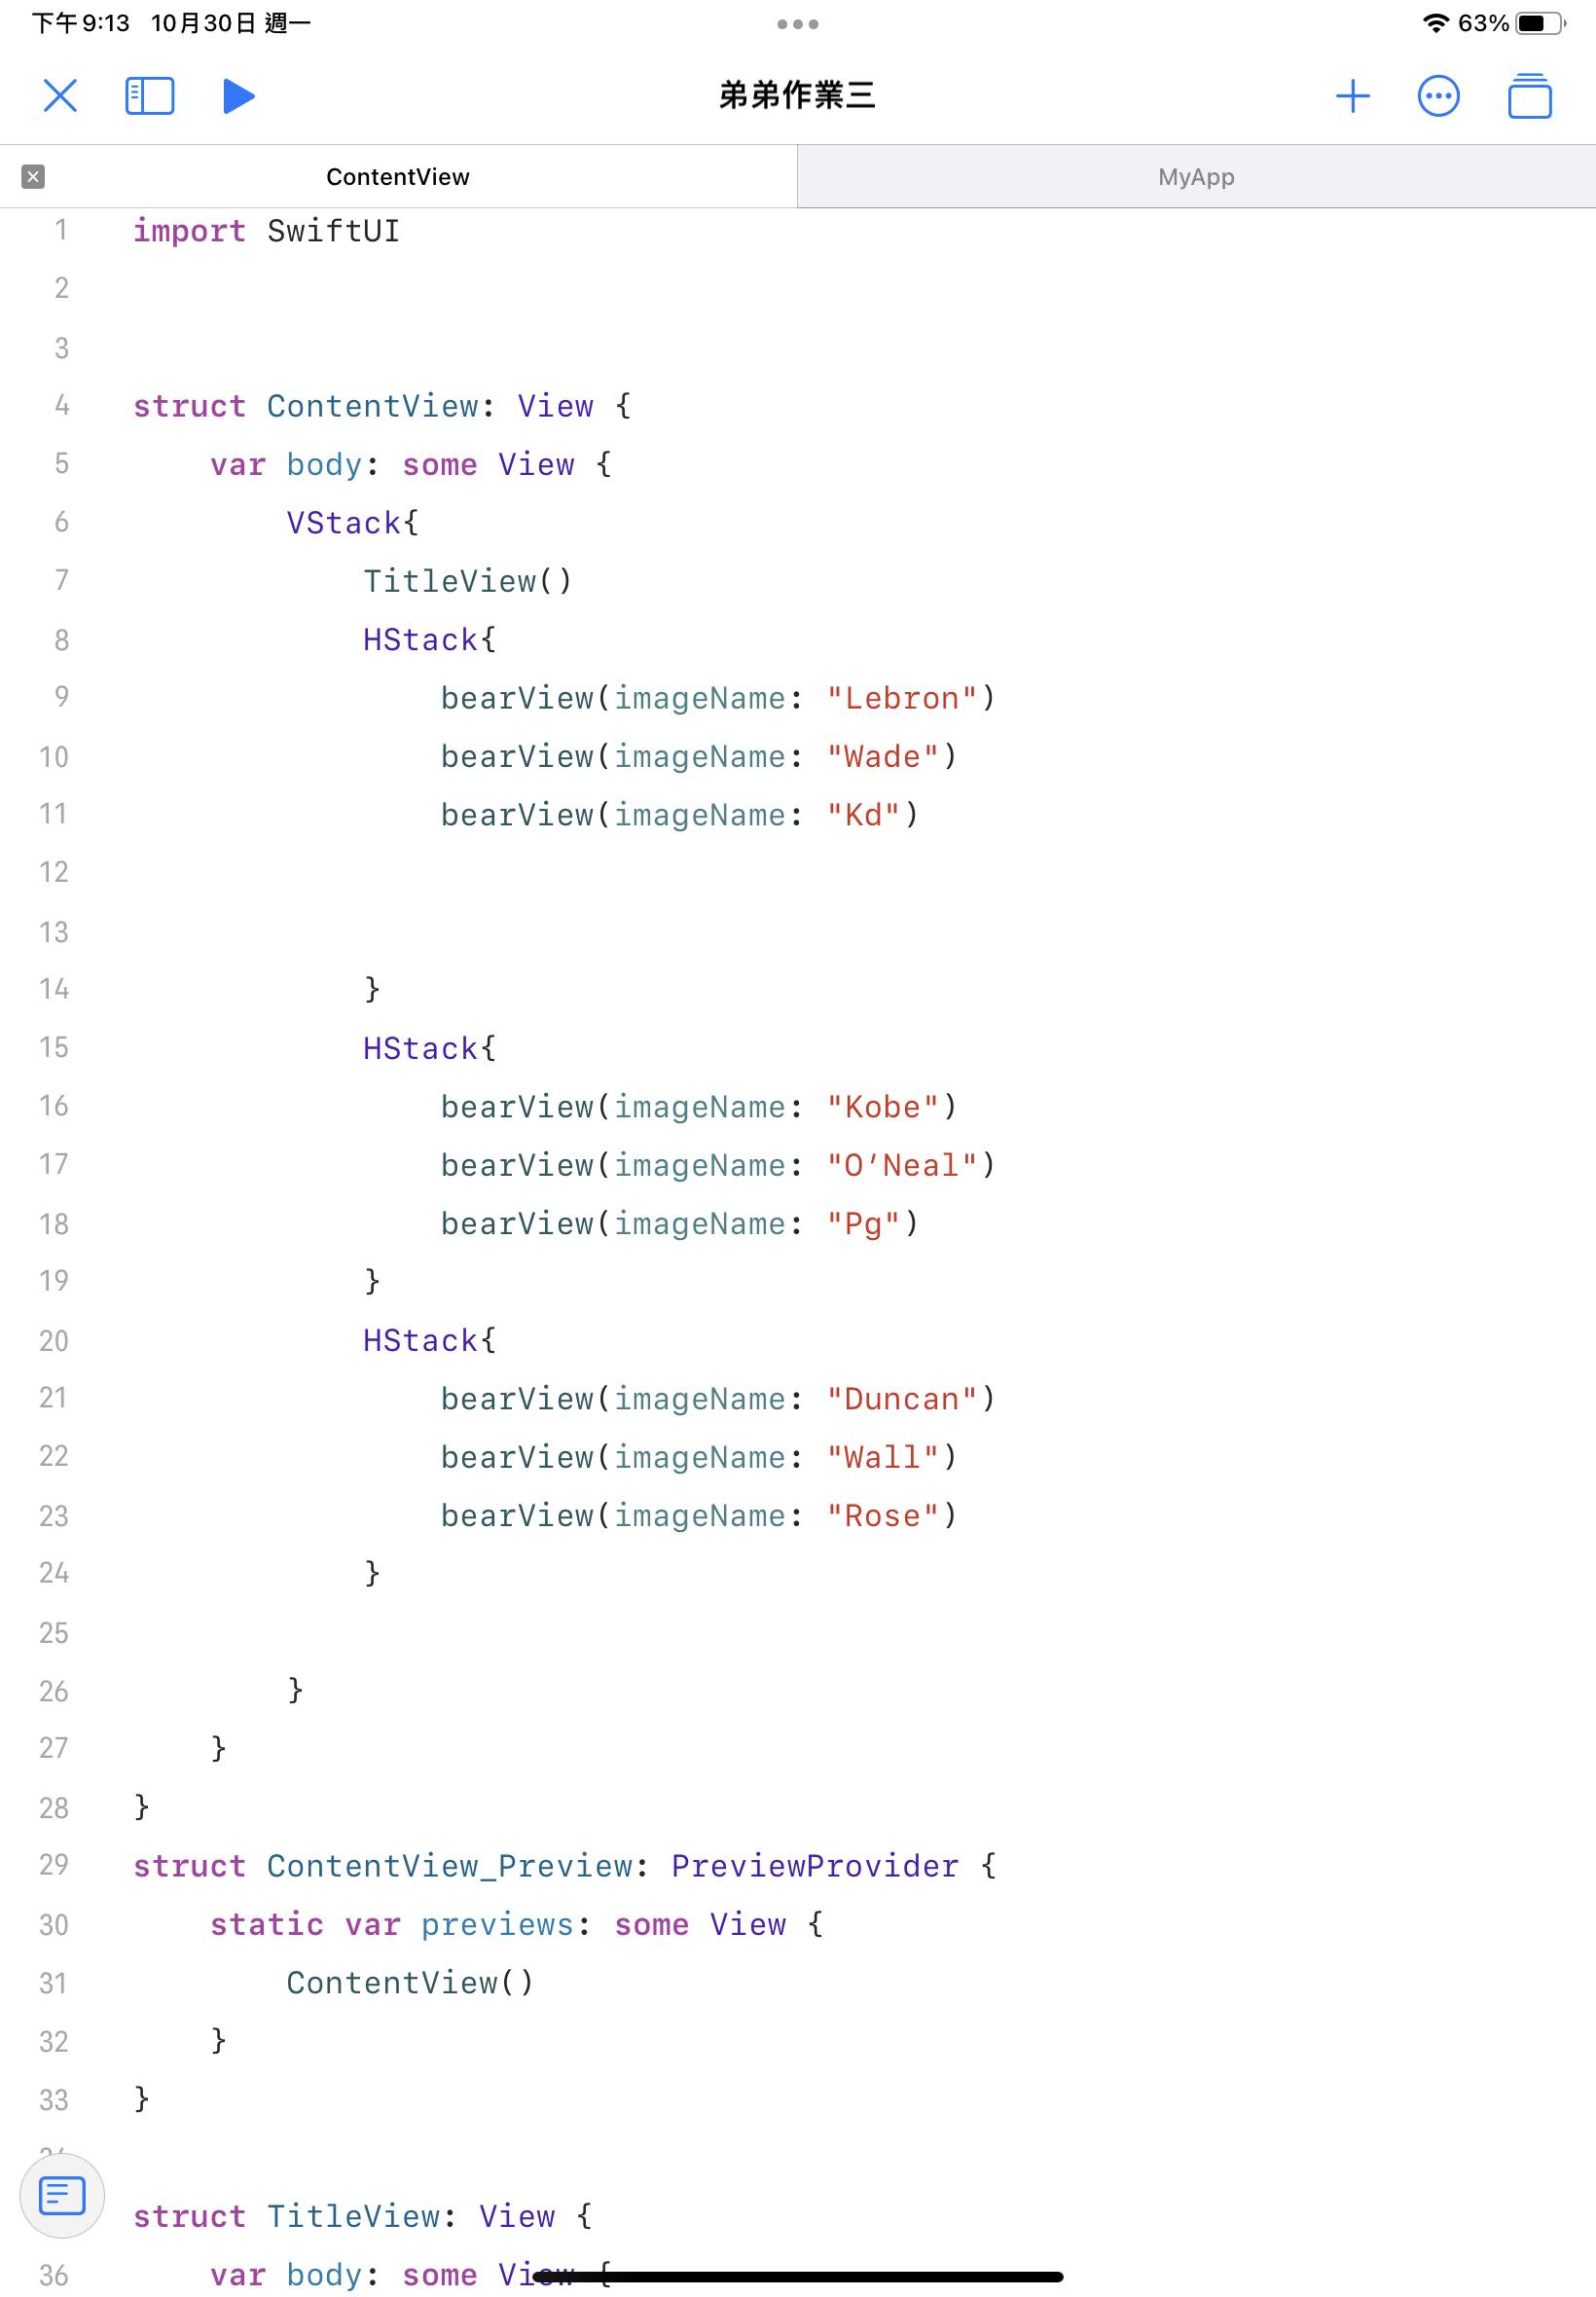 下午9:13 10月30日 週一
63%
弟弟作業三
ContentView
MyApp
1 import SwiftUI
2
3
4 struct ContentView: View {
5 var body: some View {
6 VStack{
7 TitleView()
8 HStack{
9 bearView(imageName: "Lebron")
10 bearView(imageName: "Wade")
11 bearView(imageName: "Kd")
12
13
14 }
15 HStack{
16 bearView(imageName: "Kobe")
17 bearView(imageName: "O’Neal")
18 bearView(imageName: "Pg")
19 }
20 HStack{
21 bearView(imageName: "Duncan")
22 bearView(imageName: "Wall")
23 bearView(imageName: "Rose")
24 }
25
26 }
27 }
28 }
29 struct ContentView_Preview: PreviewProvider {
30 static var previews: some View {
31 ContentView()
32 }
33 }
struct TitleView: View {
36 var body: some View {